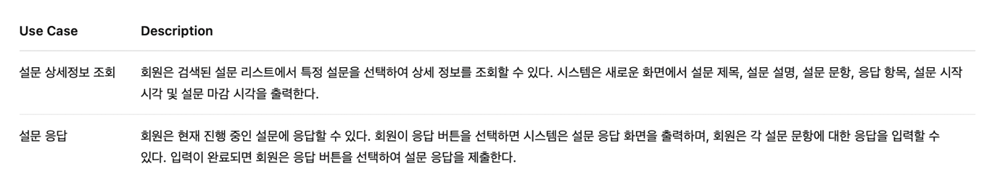 Use Case Description
설문 상세정보 조회 회원은 검색된 설문 리스트에서 특정 설문을 선택하여 상세 정보를 조회할 수 있다. 시스템은 새로운 화면에서 설문 제목, 설문 설명, 설문 문항, 응답 항목, 설문 시작
시각 및 설문 마감 시각을 출력한다.
설문 응답 회원은 현재 진행 중인 설문에 응답할 수 있다. 회원이 응답 버튼을 선택하면 시스템은 설문 응답 화면을 출력하며, 회원은 각 설문 문항에 대한 응답을 입력할 수
있다. 입력이 완료되면 회원은 응답 버튼을 선택하여 설문 응답을 제출한다.